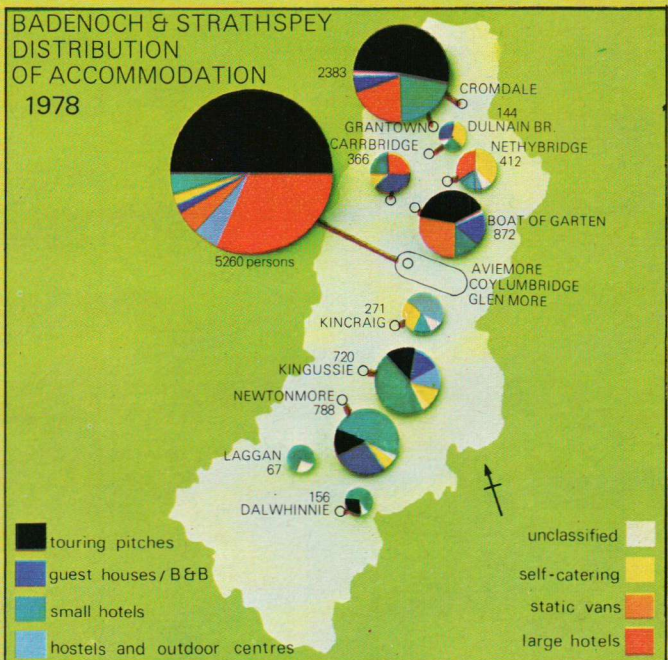 BADENOCH & STRATHSPEY
DISTRIBUTION
OF ACCOMMODATION
1978
2383
CROMDALE
144
GRANTOWN
DULNAIN BR.
CARRBRIDGE
366
NETHYBRIDGE
412
BOAT OF GARTEN
872
5260 persons
AVIEMORE
COYLUMBRIDGE
GLEN MORE
271
KINCRAIG
720
KINGUSSIE
NEWTONMORE
788
LAGGAN
67
156
DALWHINNIE
touring pitches
guest houses / B&B
small hotels
hostels and outdoor centres
unclassified
self-catering
static vans
large hotels